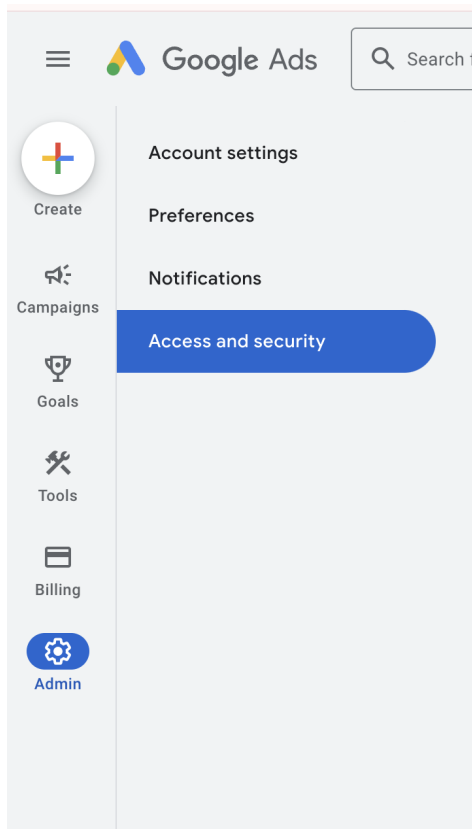 Google Ads
Search
Create
Campaigns
Goals
Tools
Billing
Admin
Account settings
Preferences
Notifications
Access and security